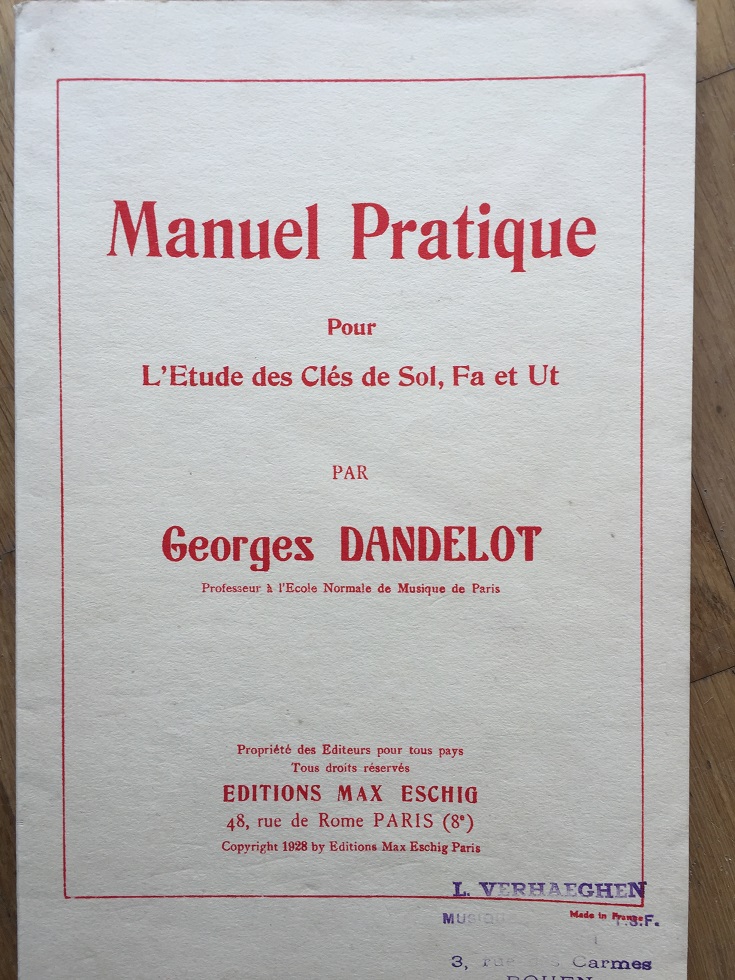 Manuel Pratique
Pour
L'Etude des Clés de Sol, Fa et Ut
PAR
Georges DANDELOT
Professeur à l'Ecole Normale de Musique de Paris
Propriété des Editeurs pour tous pays
Tous droits réservés
EDITIONS MAX ESCHIG
48, rue de Rome PARIS (8e)
Copyright 1928 by Editions Max Eschig Paris
L. VERHAEGHEN
Made in France
3, Carmes
ROUEN